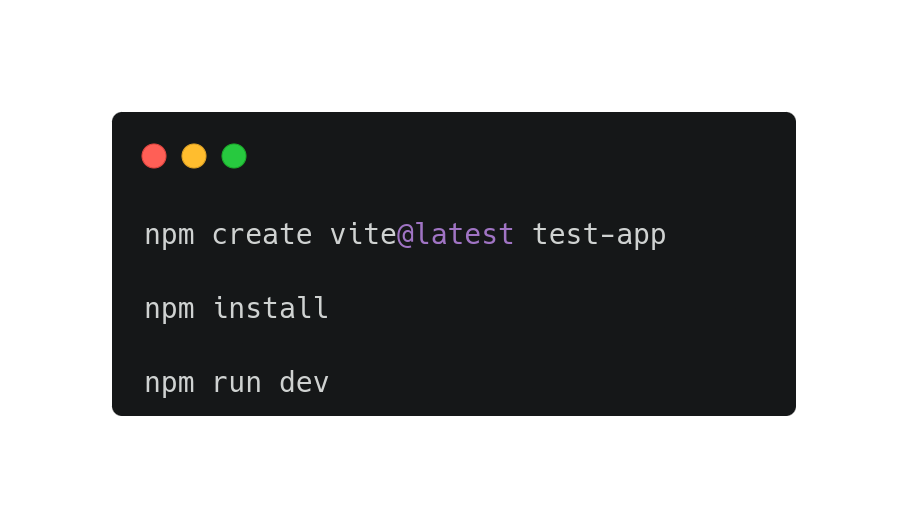 npm create vite@latest test-app
npm install
npm run dev